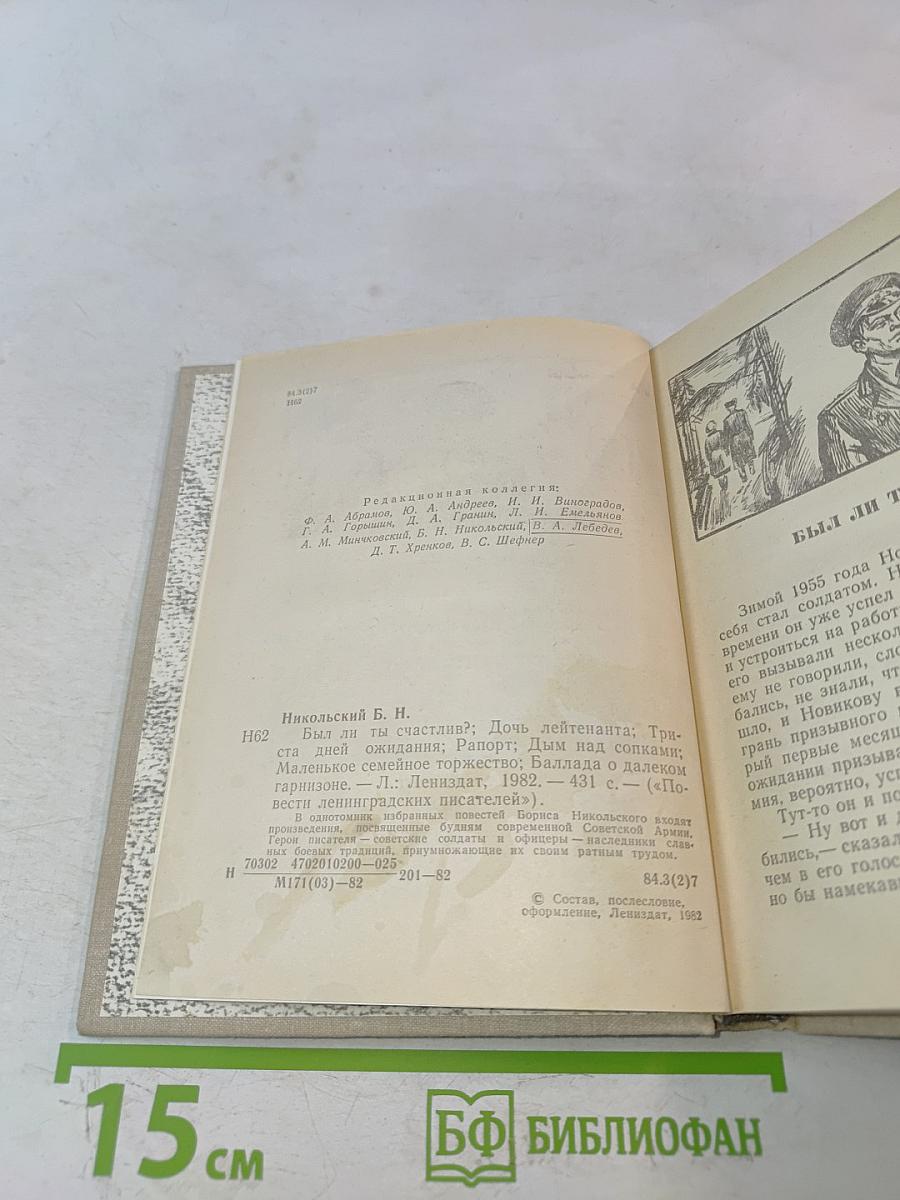 84.3(2)7
Н62
Редакционная коллегия:
Ф. А. Абрамов, Ю. А. Андреев, И. И. Виноградов,
Г. А. Горышин, Д. А. Гранин, Л. И. Емельянов
А. М. Минчковский, Б. Н. Никольский, В. А. Лебедев,
Д. Т. Хренков, В. С. Шефнер
Никольский Б. Н.
Н62 Был ли ты счастлив?; Дочь лейтенанта; Три-
ста дней ожидания; Рапорт; Дым над сопками;
Маленькое семейное торжество; Баллада о далеком
гарнизоне. — Л.: Лениздат, 1982. — 431 с. — («По-
вести ленинградских писателей»).
В однотомник избранных повестей Бориса Никольского входят
произведения, посвященные будням современной Советской Армии.
Герои писателя — советские солдаты и офицеры — наследники слав-
ных боевых традиций, приумножающие их своим ратным трудом.
Н 70302 4702010200—025
М171(03)—82 201—82
84.3(2)7
© Состав, послесловие,
оформление, Лениздат, 1982
БЫЛ ЛИ Т
Зимой 1955 года Но
себя стал солдатом. Н
времени он уже успел
и устроиться на работ
его вызывали нескол
ему не говорили, сло
бались, не знали, чт
шло, и Новикову в
грань призывного
рый первые месяц
ожидании призыва
мия, вероятно, ус
Тут-то он и по
— Ну вот и д
бились,— сказал
чем в его голос
но бы намекав
15 см
БФ БИБЛИОФАН